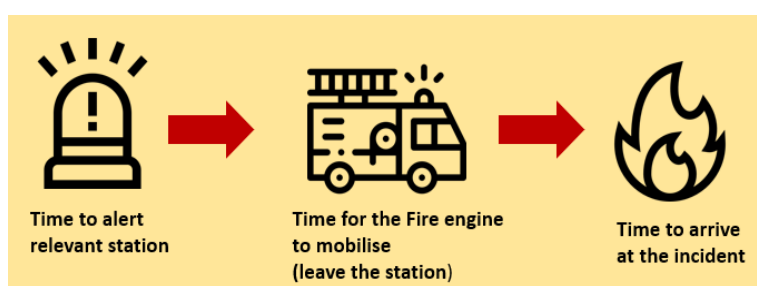 Time to alert
relevant station
Time for the Fire engine
to mobilise
(leave the station)
Time to arrive
at the incident